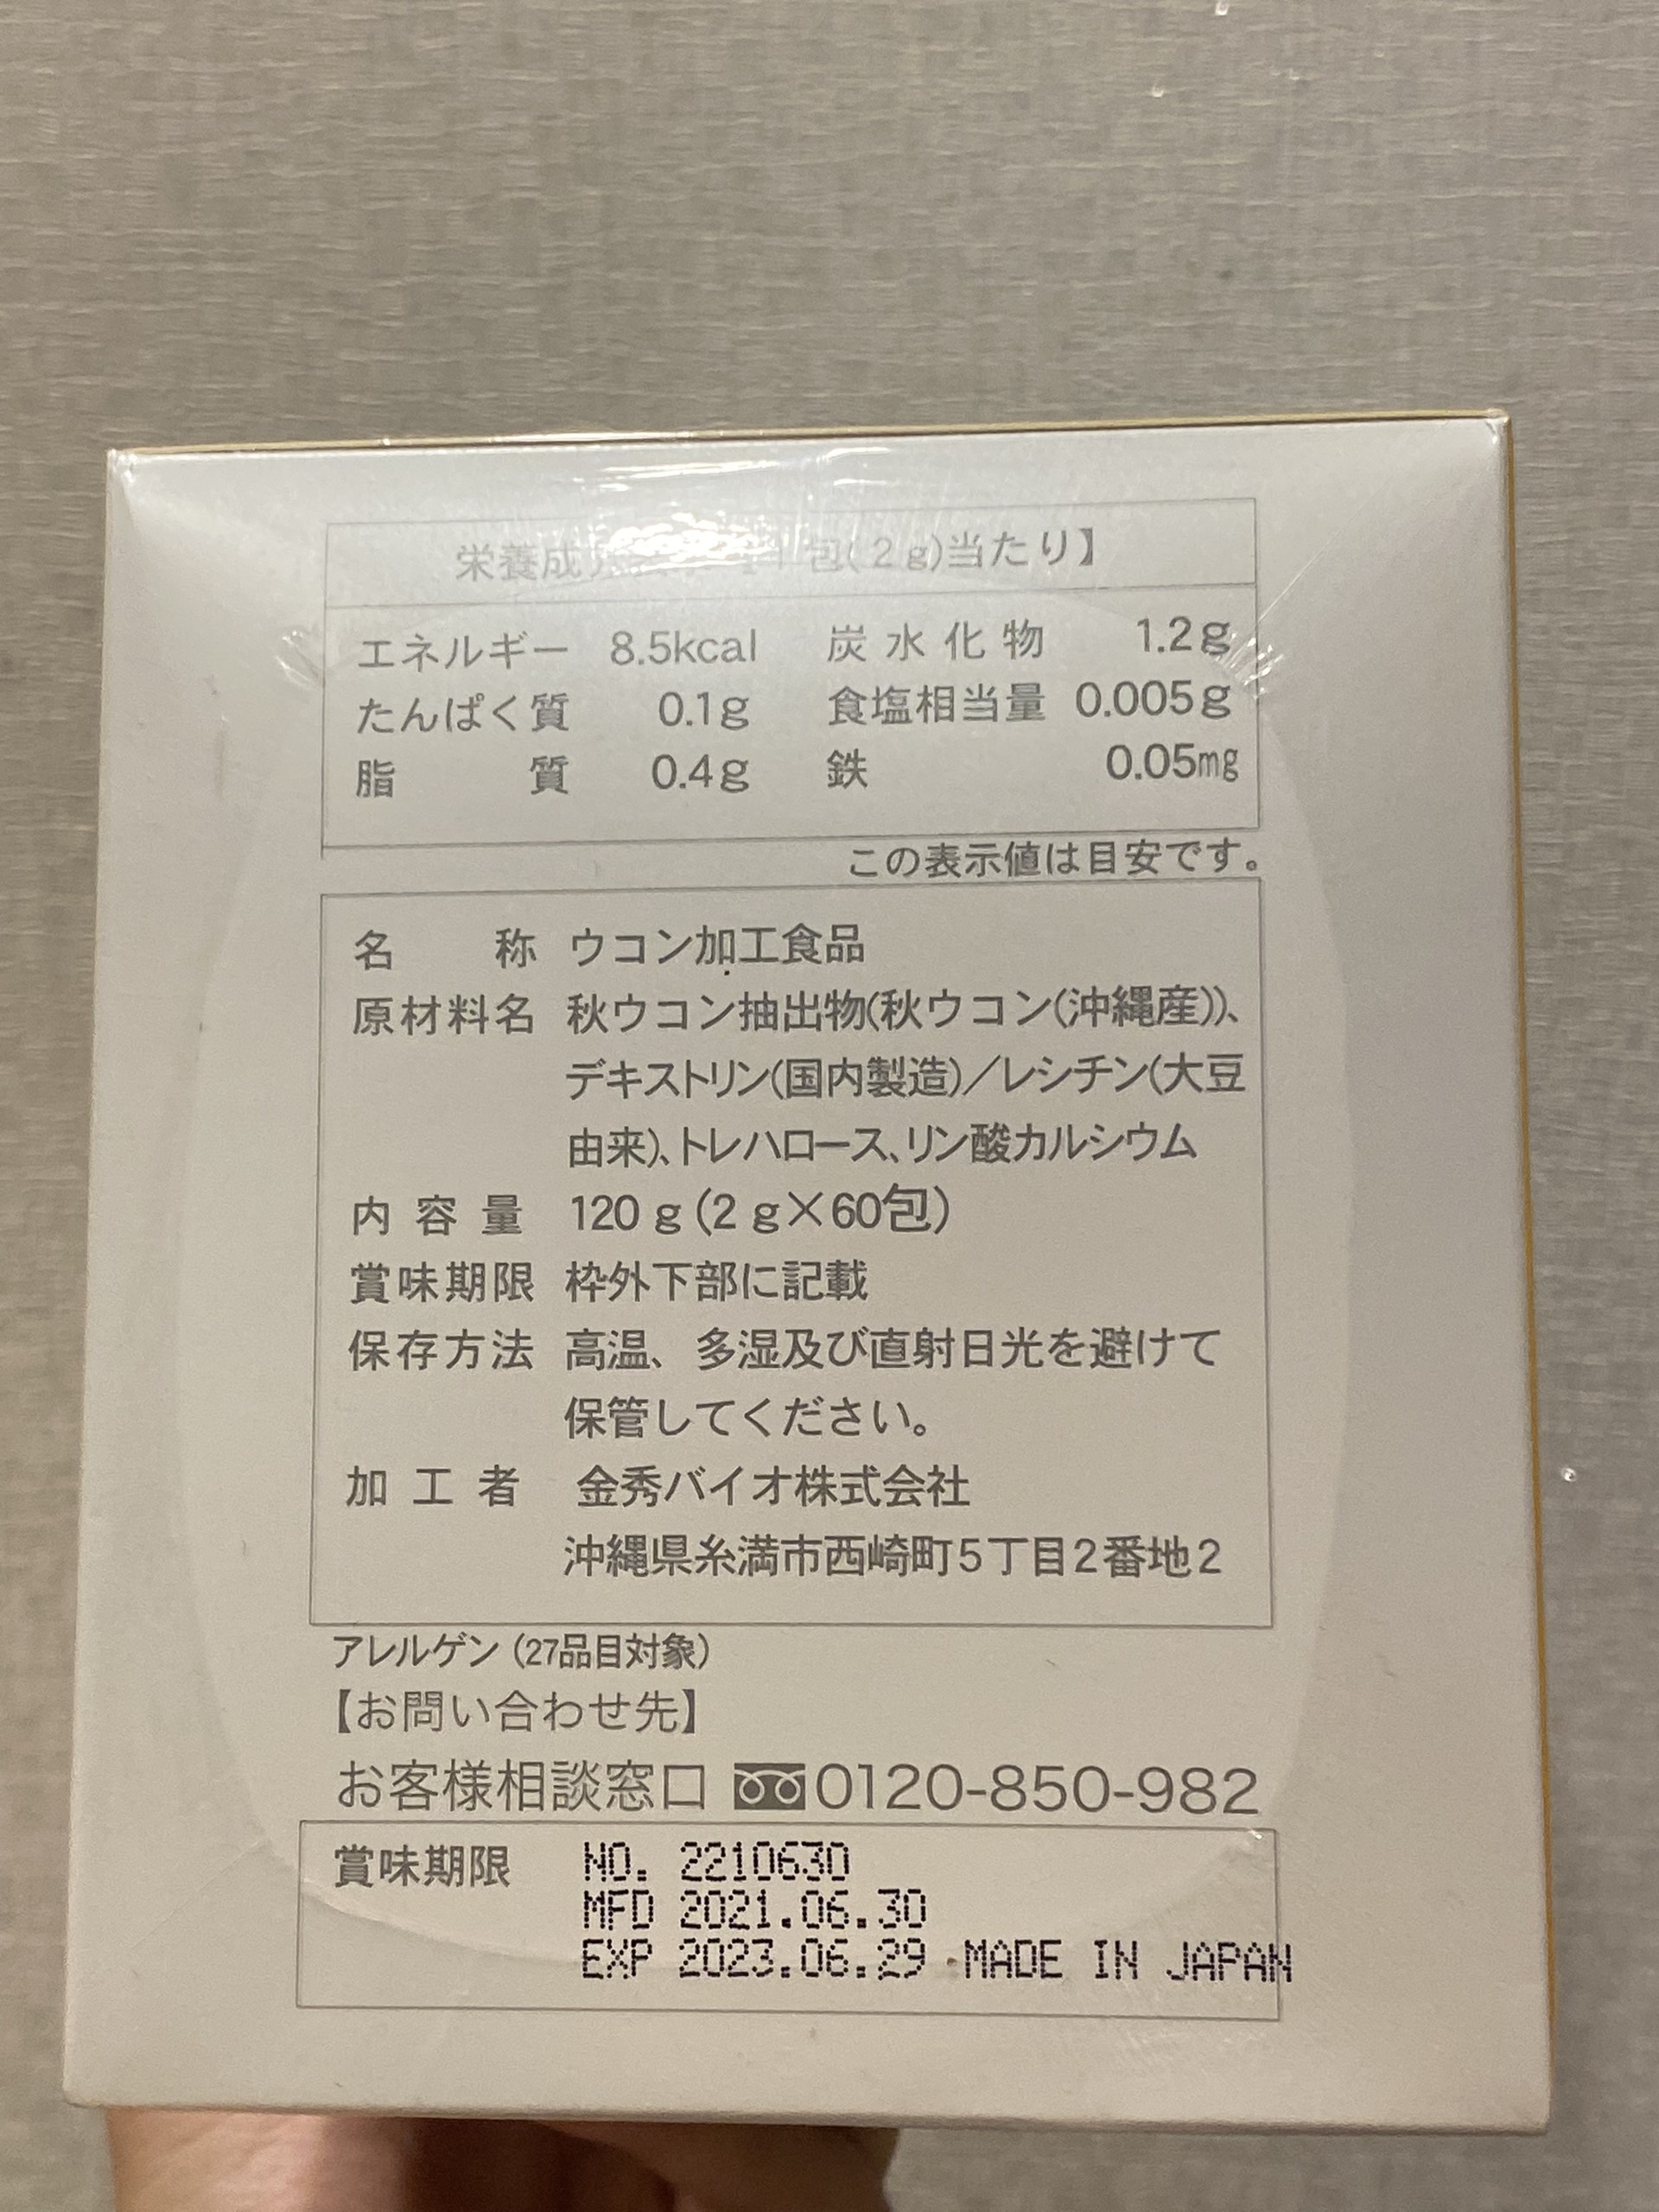 栄養成 包(2g)当たり】
エネルギー 8.5kcal 炭水化物 1.2g
たんぱく質 0.1g 食塩相当量 0.005g
脂質 0.4g 鉄 0.05mg
この表示値は目安です。
名称 ウコン加工食品
原材料名 秋ウコン抽出物(秋ウコン(沖縄産))、
デキストリン(国内製造)/レシチン(大豆
由来)、トレハロース、リン酸カルシウム
内容量 120g(2g×60包)
賞味期限 枠外下部に記載
保存方法 高温、多湿及び直射日光を避けて
保管してください。
加工者 金秀バイオ株式会社
沖縄県糸満市西崎町5丁目2番地2
アレルゲン(27品目対象)
【お問い合わせ先】
お客様相談窓口 0120-850-982
賞味期限 NO. 2210630
MFD 2021.06.30
EXP 2023.06.29 ・MADE IN JAPAN